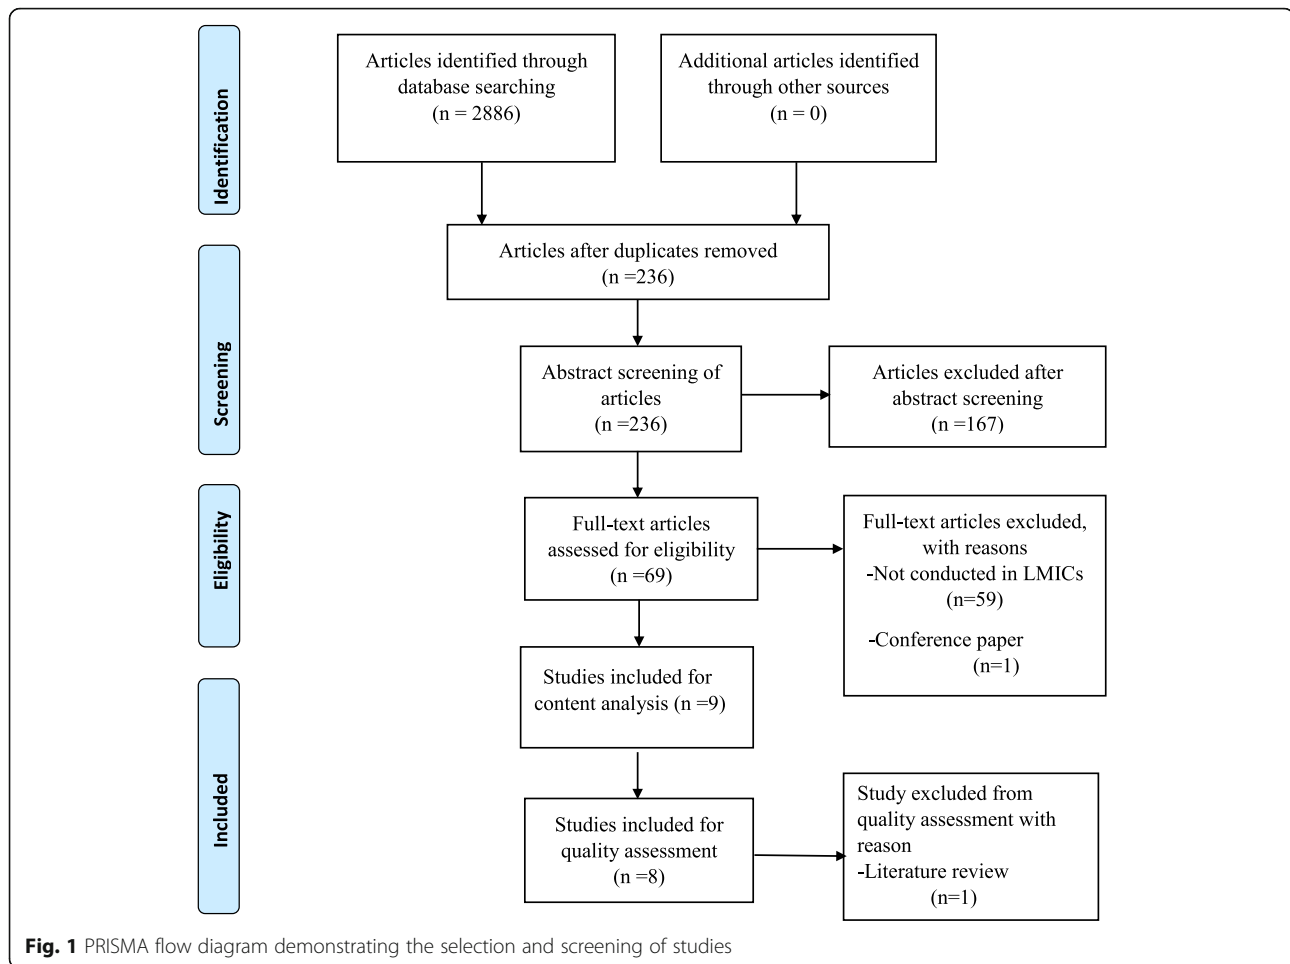 Identification
Articles identified through
database searching
(n = 2886)
Additional articles identified
through other sources
(n = 0)
Articles after duplicates removed
(n =236)
Screening
Abstract screening of
articles
(n =236)
Articles excluded after
abstract screening
(n =167)
Eligibility
Full-text articles
assessed for eligibility
(n =69)
Full-text articles excluded,
with reasons
-Not conducted in LMICs
(n=59)
-Conference paper
(n=1)
Studies included for
content analysis (n =9)
Included
Studies included for
quality assessment
(n =8)
Study excluded from
quality assessment with
reason
-Literature review
(n=1)
Fig. 1 PRISMA flow diagram demonstrating the selection and screening of studies